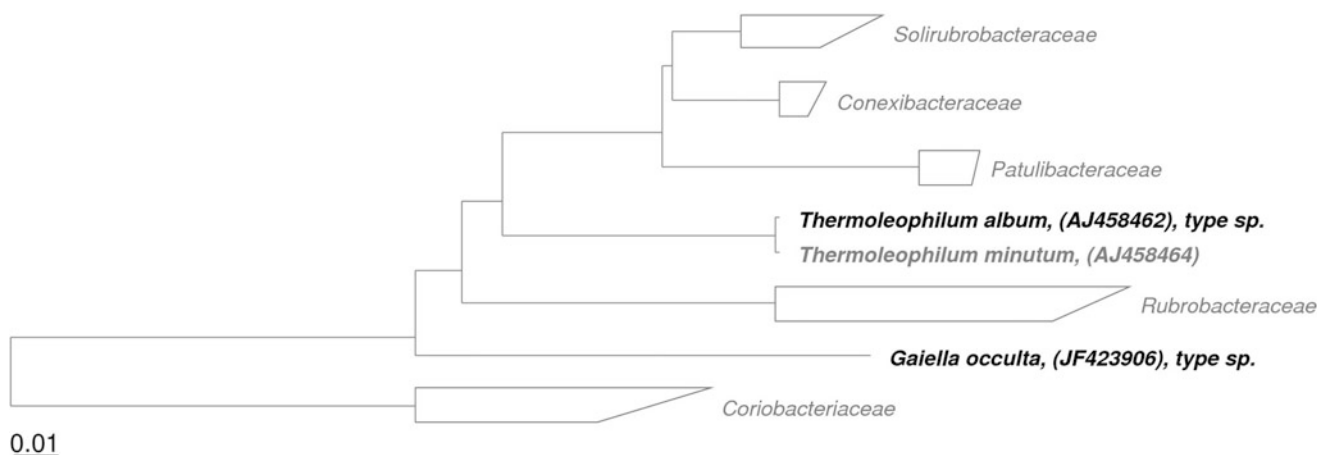 Solirubrobacteraceae
Conexibacteraceae
Patulibacteraceae
Thermoleophilum album, (AJ458462), type sp.
Thermoleophilum minutum, (AJ458464)
Rubrobacteraceae
Gaiella occulta, (JF423906), type sp.
Coriobacteriaceae
0.01